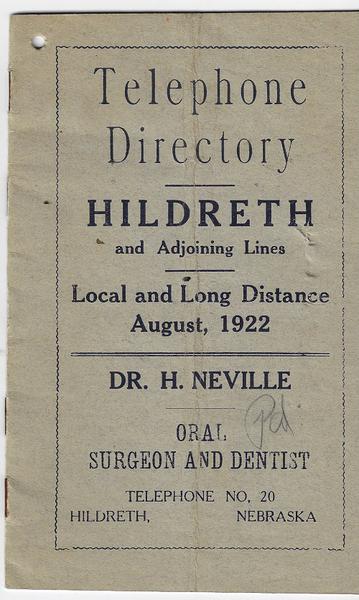 Telephone
Directory
HILDRETH
and Adjoining Lines
Local and Long Distance
August, 1922
DR. H. NEVILLE
Pd
ORAL
SURGEON AND DENTIST
TELEPHONE NO, 20
HILDRETH, NEBRASKA